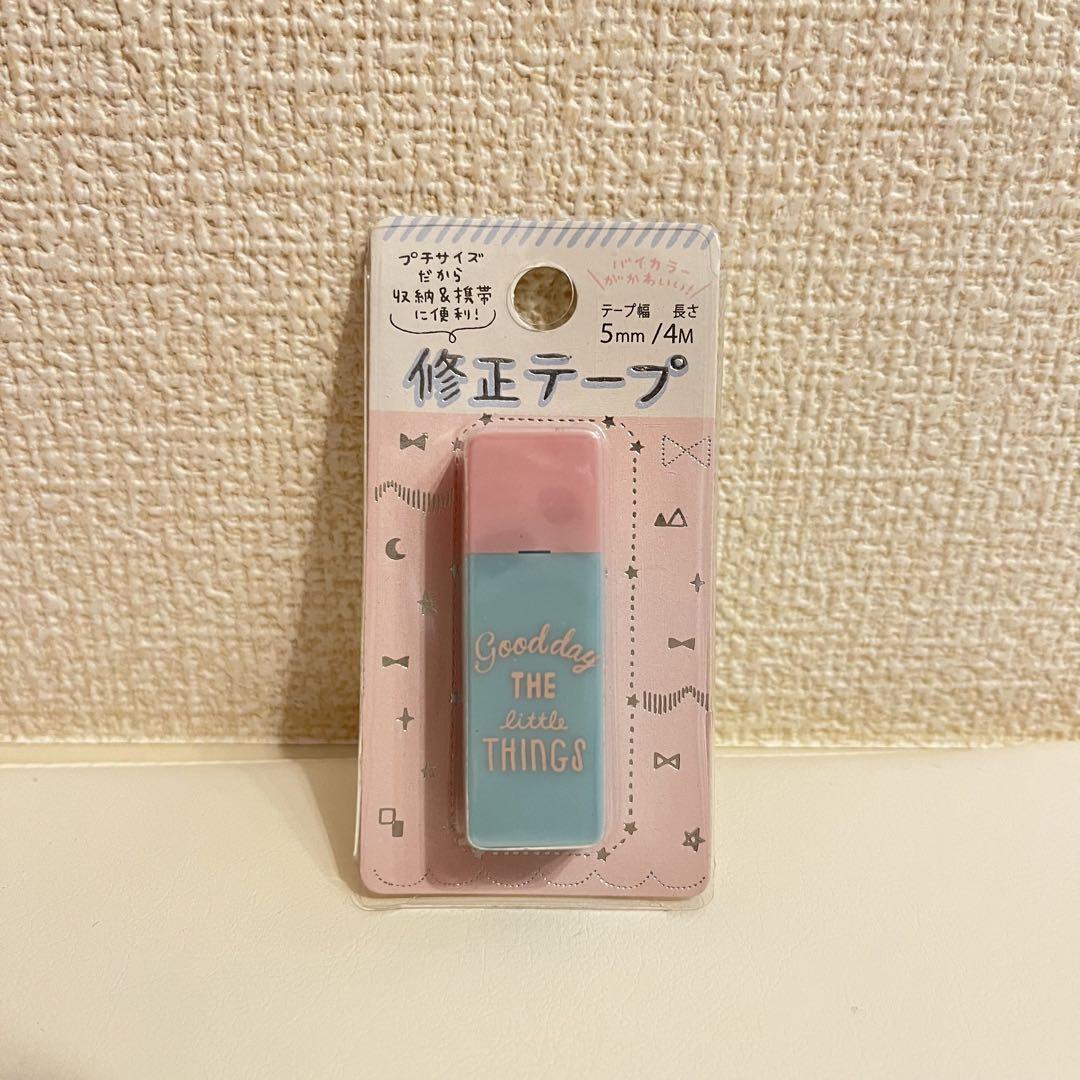 プチサイズ
だから
収納&携帯
に便利!
バイカラー
がかわいい!
テープ幅 長さ
5mm/4M
修正テープ
Good day
THE
little
THINGS